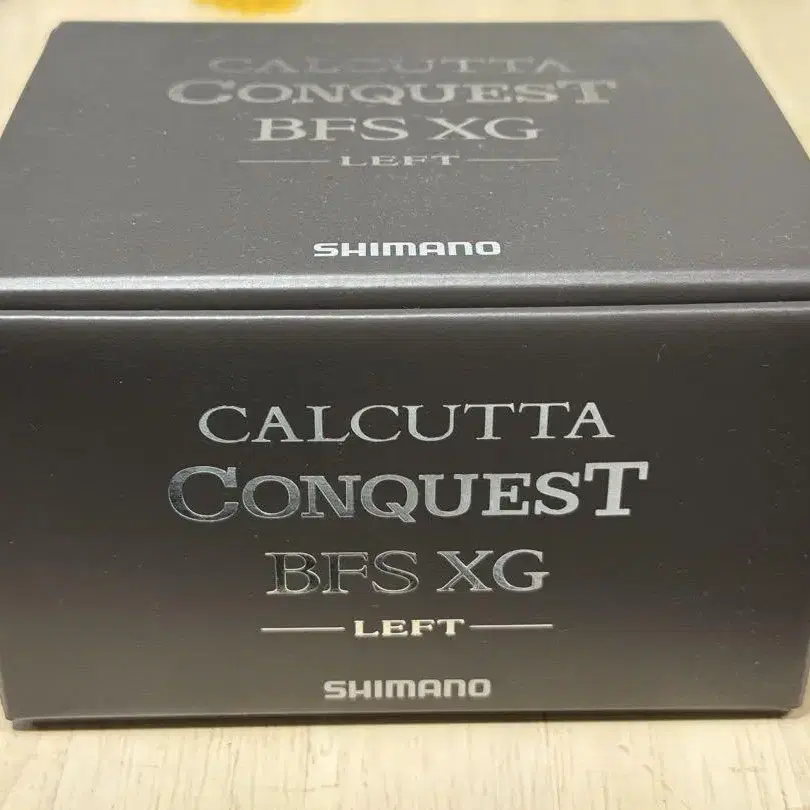 CALCUTTA
CONQUEST
BFS XG
LEFT
SHIMANO
CALCUTTA
CONQUEST
BFS XG
LEFT
SHIMANO